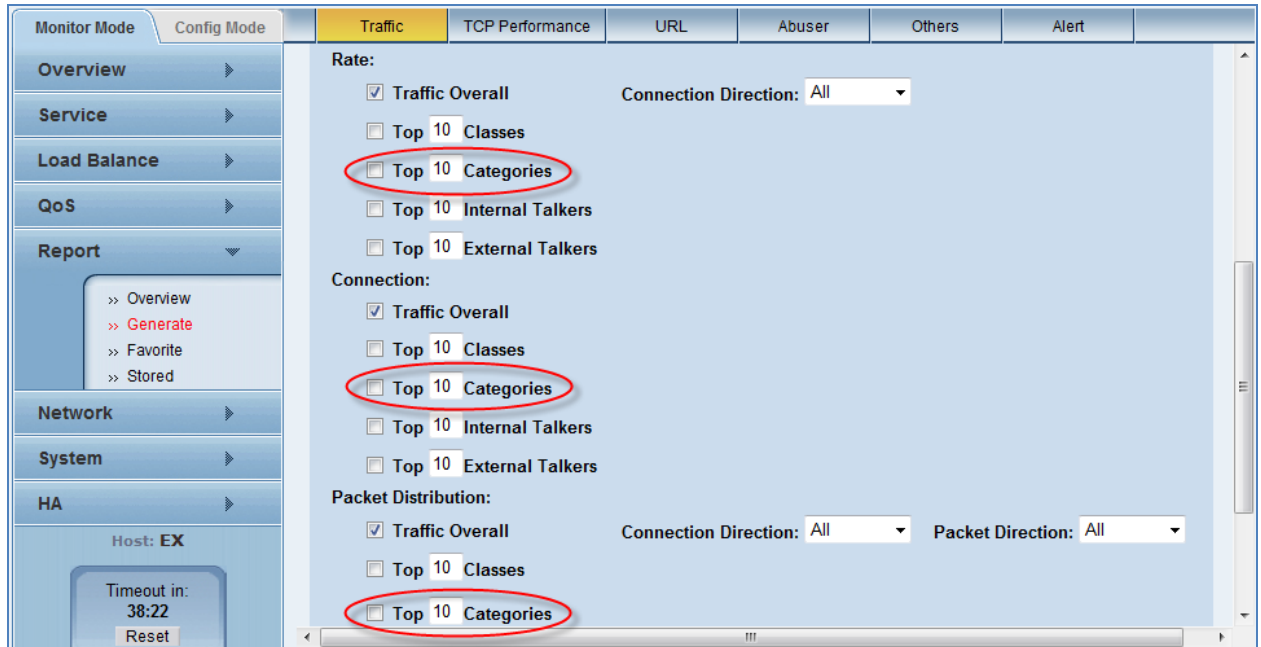 Monitor Mode Config Mode Traffic TCP Performance URL Abuser Others Alert
Overview
Service
Load Balance
QoS
Report
» Overview
» Generate
» Favorite
» Stored
Network
System
HA
Host: EX
Timeout in:
38:22
Reset
Rate:
Traffic Overall Connection Direction: All
Top 10 Classes
Top 10 Categories
Top 10 Internal Talkers
Top 10 External Talkers
Connection:
Traffic Overall
Top 10 Classes
Top 10 Categories
Top 10 Internal Talkers
Top 10 External Talkers
Packet Distribution:
Traffic Overall Connection Direction: All Packet Direction: All
Top 10 Classes
Top 10 Categories